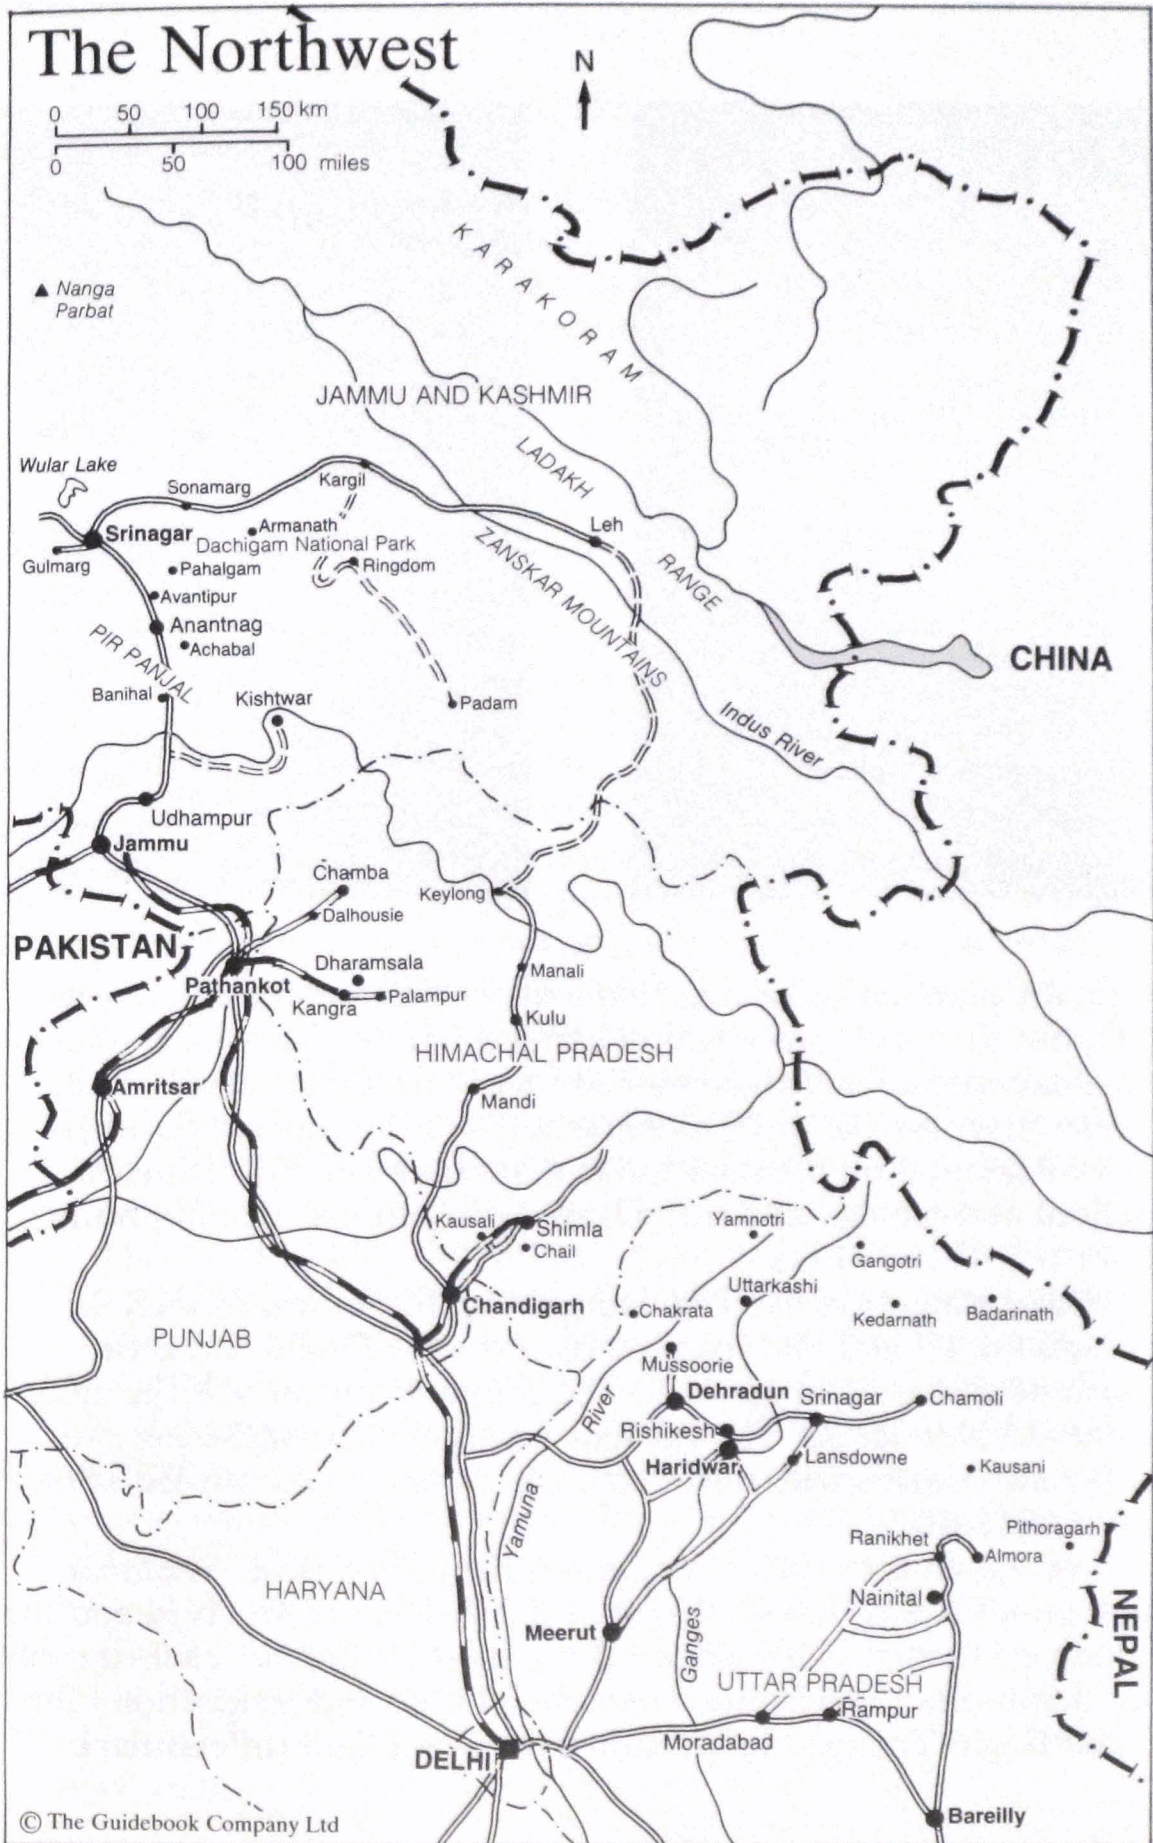 The Northwest
0 50 100 150 km
0 50 100 miles
N
KARAKORAM
Nanga
Parbat
JAMMU AND KASHMIR
Wular Lake
LADAKH
RANGE
Sonamarg
Kargil
Srinagar
Armanath
Dachigam National Park
Leh
Gulmarg
Pahalgam
Ringdom
ZANSKAR MOUNTAINS
Avantipur
Anantnag
PIR PANJAL
Achabal
CHINA
Banihal
Kishtwar
Padam
Indus River
Udhampur
Jammu
Chamba
Keylong
Dalhousie
PAKISTAN
Dharamsala
Manali
Pathankot
Kangra
Palampur
Kulu
HIMACHAL PRADESH
Amritsar
Mandi
Kausali
Shimla
Yamnotri
Chail
Gangotri
Uttarkashi
Chandigarh
Chakrata
Kedarnath
Badarinath
PUNJAB
Mussoorie
Dehradun
Srinagar
Chamoli
River
Rishikesh
Haridwar
Lansdowne
Kausani
Yamuna
Pithoragarh
Ranikhet
Almora
HARYANA
Nainital
NEPAL
Meerut
Ganges
UTTAR PRADESH
Rampur
Moradabad
DELHI
Bareilly
© The Guidebook Company Ltd